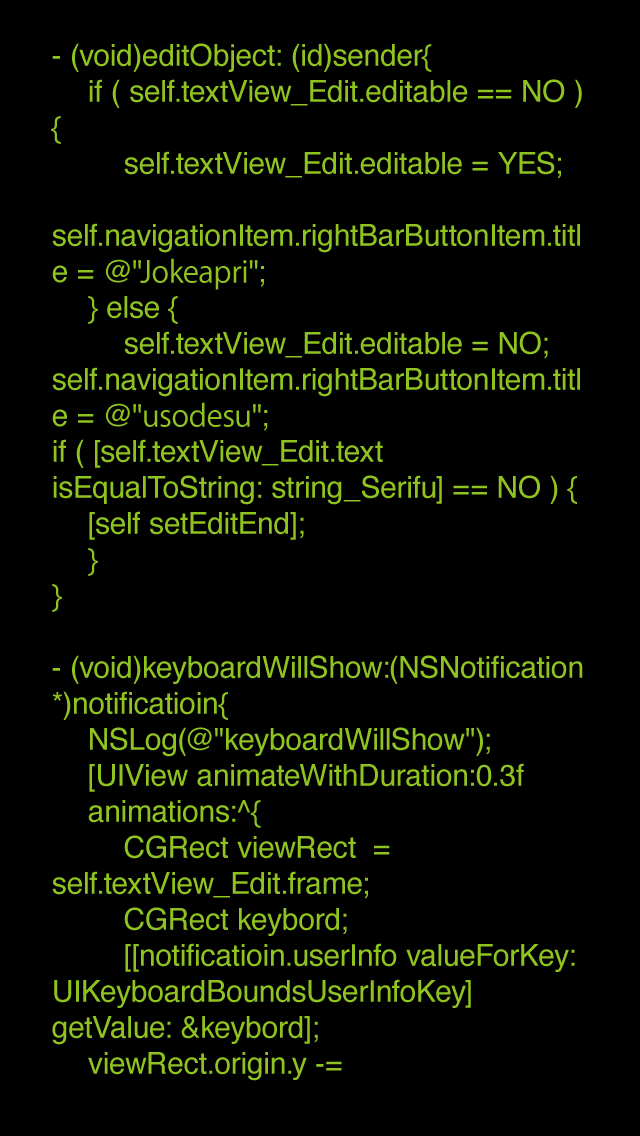 - (void)editObject: (id)sender{
if ( self.textView_Edit.editable == NO )
{
self.textView_Edit.editable = YES;
self.navigationItem.rightBarButtonItem.titl
e = @"Jokeapri";
} else {
self.textView_Edit.editable = NO;
self.navigationItem.rightBarButtonItem.titl
e = @"usodesu";
if ( [self.textView_Edit.text
isEqualToString: string_Serifu] == NO ) {
[self setEditEnd];
}
}
- (void)keyboardWillShow:(NSNotification
*)notificatioin{
NSLog(@"keyboardWillShow");
[UIView animateWithDuration:0.3f
animations:^{
CGRect viewRect  =
self.textView_Edit.frame;
CGRect keybord;
[[notificatioin.userInfo valueForKey:
UIKeyboardBoundsUserInfoKey]
getValue: &keybord];
viewRect.origin.y -=